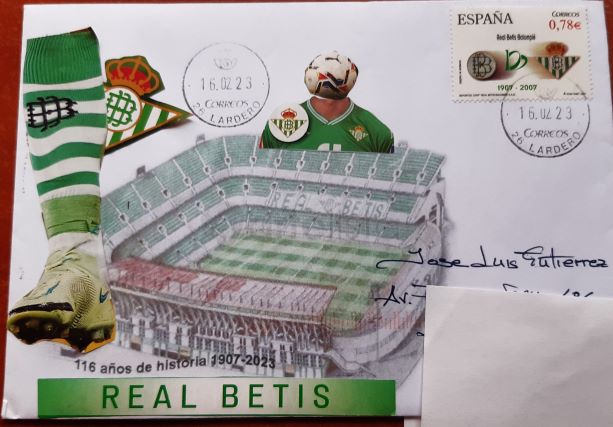 ESPAÑA
CORREOS
0,78€
Real Betis Balompié
1907 - 2007
16.02 23
CORREOS
26 LARDERO
16.02 23
CORREOS
26 LARDERO
REAL BETIS
Jose Luis Gutierrez
Av.
116 años de historia 1907-2023
REAL BETIS